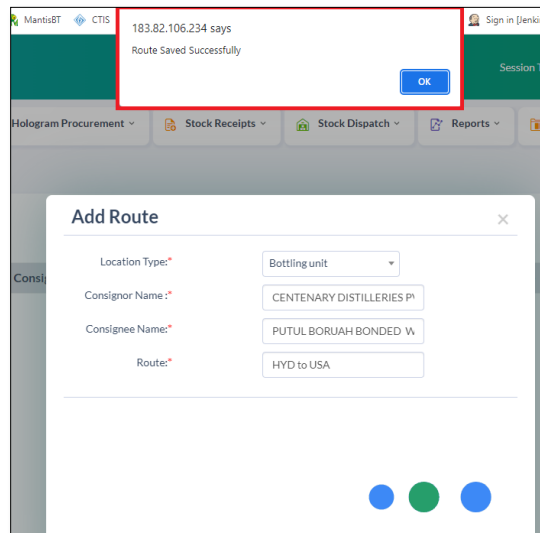 MantisBT CTIS
183.82.106.234 says
Route Saved Successfully
OK
Sign in [Jenki
Session T
Hologram Procurement Stock Receipts Stock Dispatch Reports
Add Route
Consig
Location Type:* Bottling unit
Consignor Name :* CENTENARY DISTILLERIES P
Consignee Name:* PUTUL BORUAH BONDED W
Route:* HYD to USA